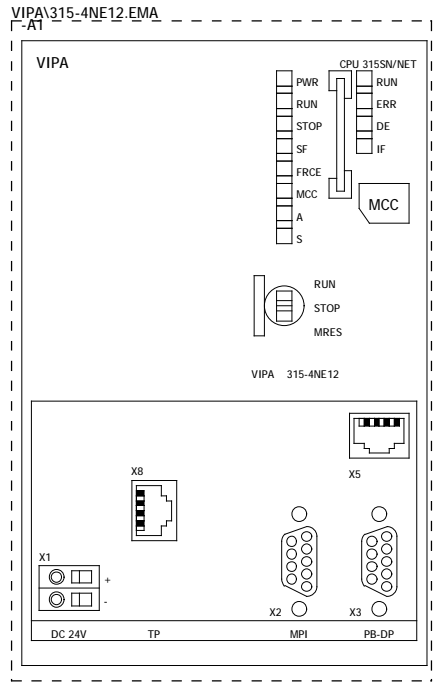 VIPA\315-4NE12.EMA
-A1
VIPA
CPU 315SN/NET
PWR
RUN
RUN
ERR
STOP
DE
SF
IF
FRCE
MCC
MCC
A
S
RUN
STOP
MRES
VIPA 315-4NE12
X8
X5
X1
+
-
X2
X3
DC 24V
TP
MPI
PB-DP